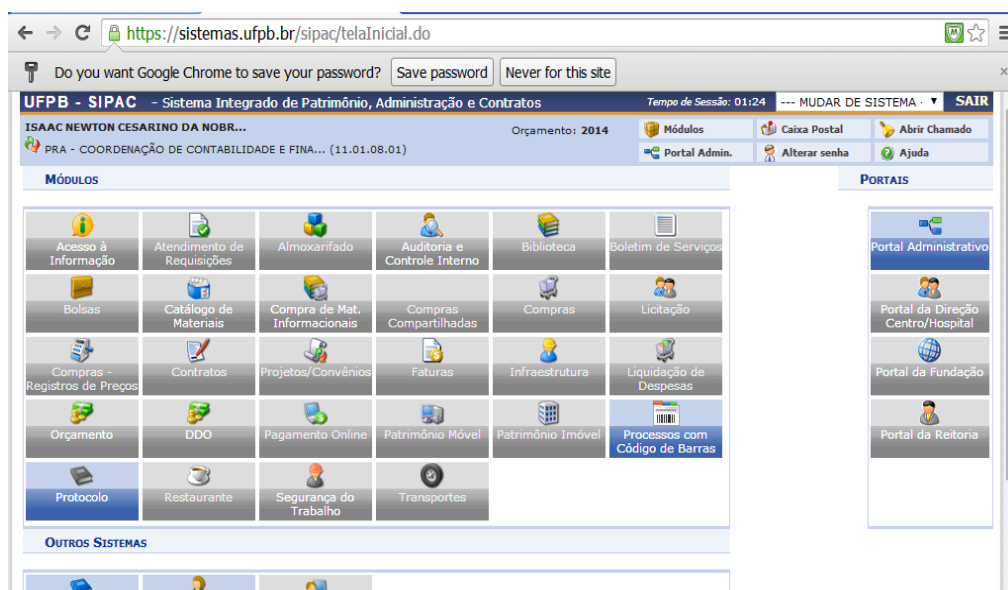 https://sistemas.ufpb.br/sipac/telaInicial.do
Do you want Google Chrome to save your password? Save password Never for this site
UFPB - SIPAC - Sistema Integrado de Patrimônio, Administração e Contratos Tempo de Sessão: 01:24 --- MUDAR DE SISTEMA - SAIR
ISAAC NEWTON CESARINO DA NOBR... Orçamento: 2014 Módulos Caixa Postal Abrir Chamado
PRA - COORDENAÇÃO DE CONTABILIDADE E FINA... (11.01.08.01) Portal Admin. Alterar senha Ajuda
MÓDULOS PORTAIS
Acesso à Informação
Atendimento de Requisições
Almoxarifado
Auditoria e Controle Interno
Biblioteca
Boletim de Serviços
Portal Administrativo
Bolsas
Catálogo de Materiais
Compra de Mat. Informacionais
Compras Compartilhadas
Compras
Licitação
Portal da Direção Centro/Hospital
Compras - Registros de Preços
Contratos
Projetos/Convênios
Faturas
Infraestrutura
Liquidação de Despesas
Portal da Fundação
Orçamento
DDO
Pagamento Online
Patrimônio Móvel
Patrimônio Imóvel
Processos com Código de Barras
Portal da Reitoria
Protocolo
Restaurante
Segurança do Trabalho
Transportes
OUTROS SISTEMAS